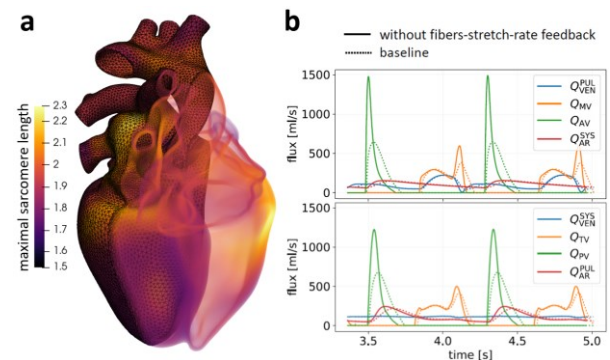 a
maximal sarcomere length
2.3
2.2
2.1
2
1.9
1.8
1.7
1.6
1.5
b
without fibers-stretch-rate feedback
baseline
flux [ml/s]
1500
1000
500
0
Q_VEN^PUL
Q_MV
Q_AV
Q_AR^SYS
flux [ml/s]
1500
1000
500
0
Q_VEN^SYS
Q_TV
Q_PV
Q_AR^PUL
3.5 4.0 4.5 5.0
time [s]